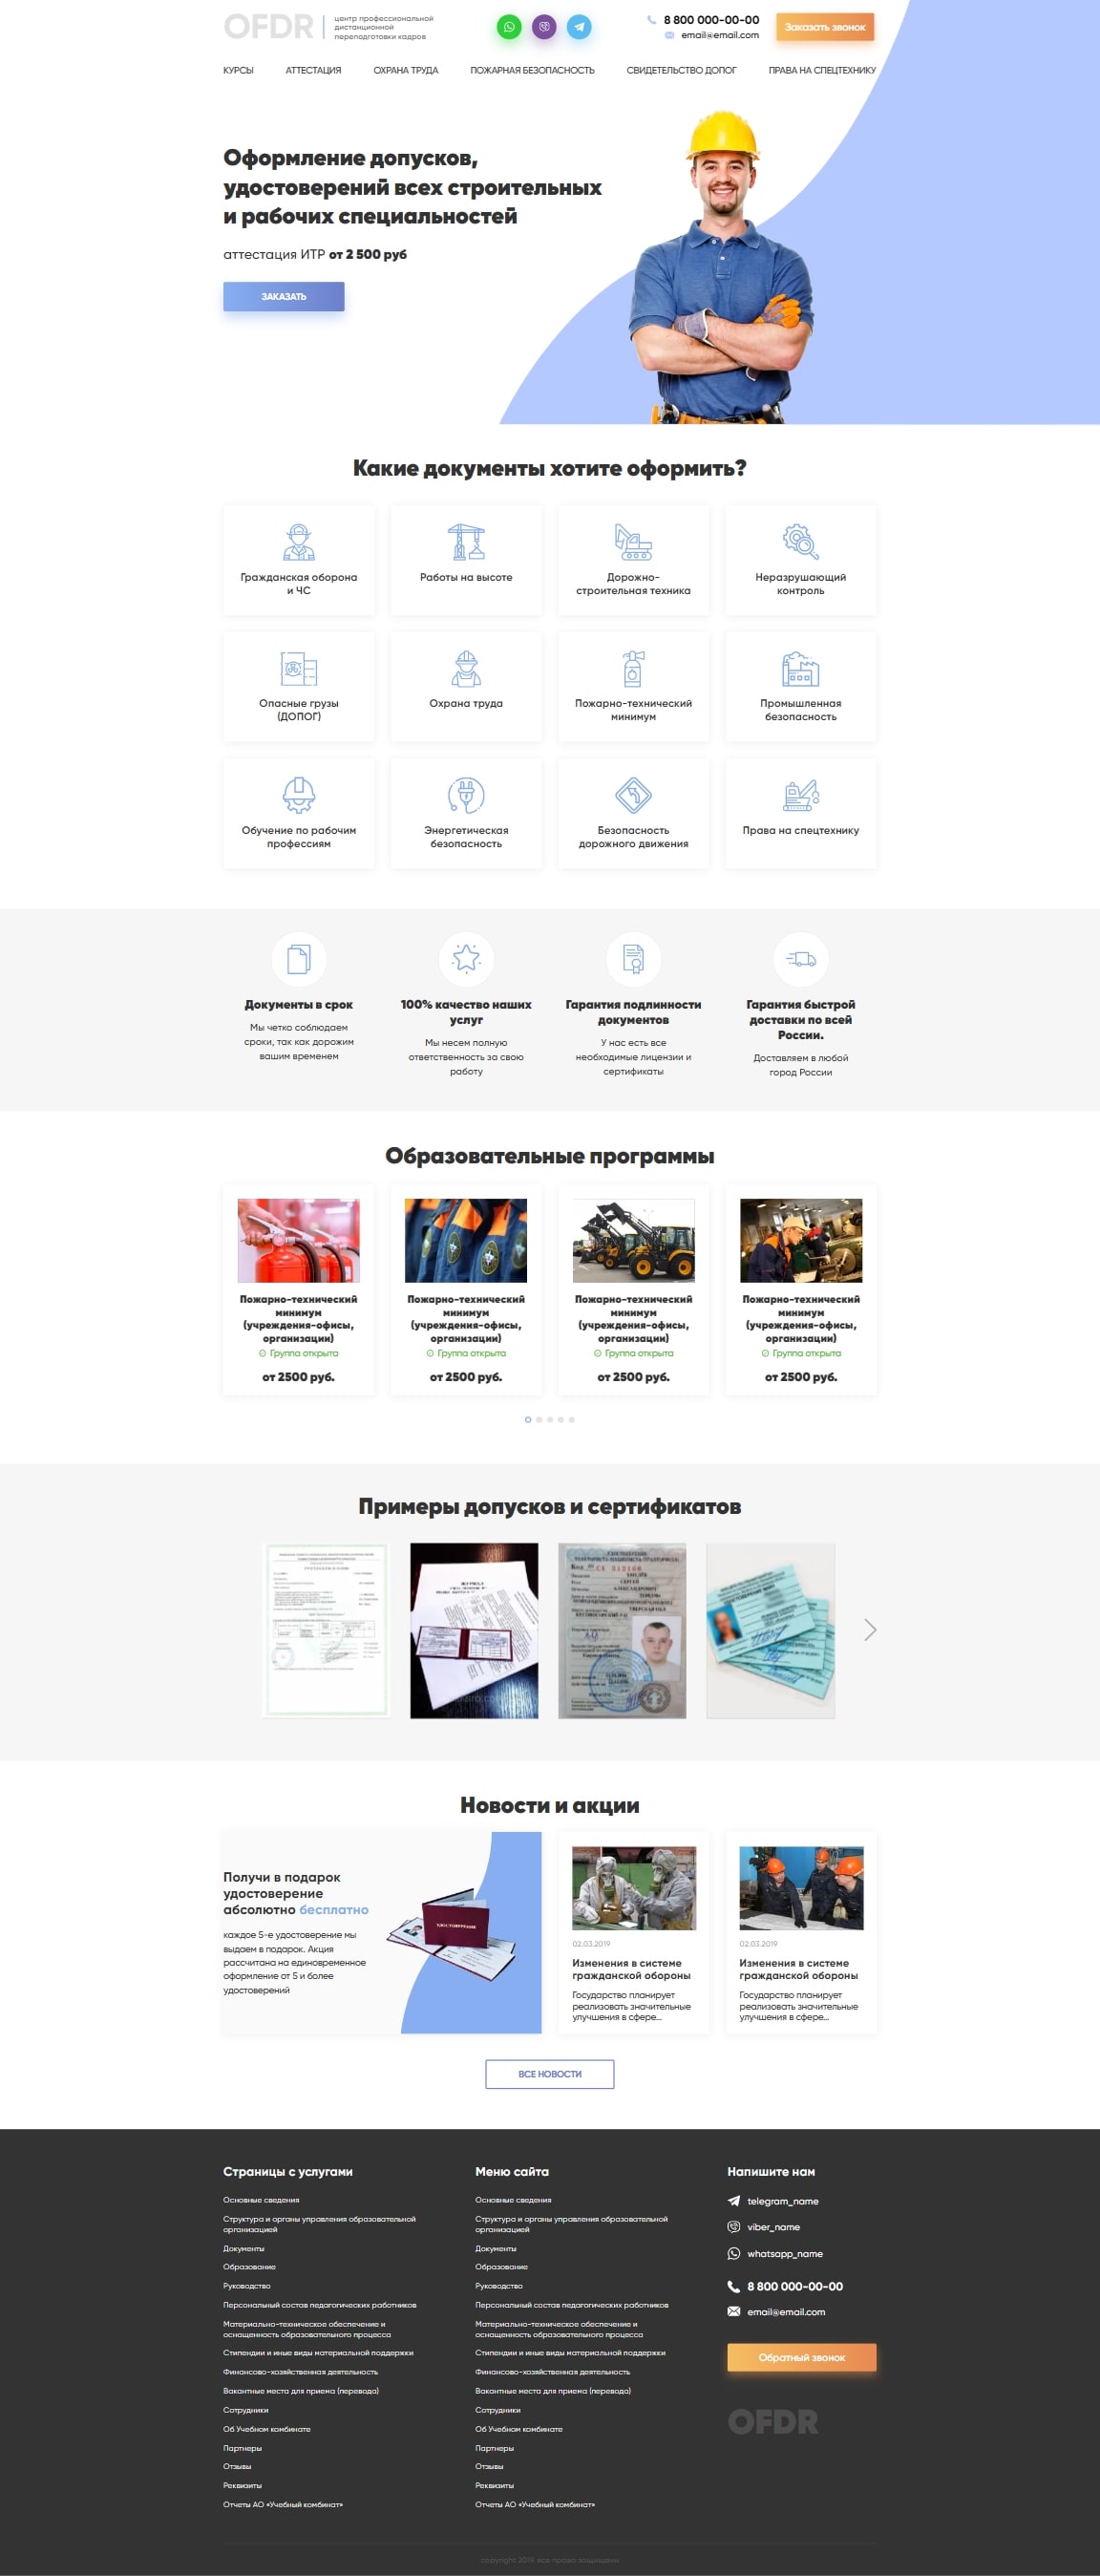 OFDR
центр профессиональной
дистанционной
переподготовки кадров
8 800 000-00-00
email@email.com
Заказать звонок
КУРСЫ
АТТЕСТАЦИЯ
ОХРАНА ТРУДА
ПОЖАРНАЯ БЕЗОПАСНОСТЬ
СВИДЕТЕЛЬСТВО ДОПОГ
ПРАВА НА СПЕЦТЕХНИКУ
Оформление допусков,
удостоверений всех строительных
и рабочих специальностей
аттестация ИТР от 2 500 руб
ЗАКАЗАТЬ
Какие документы хотите оформить?
Гражданская оборона
и ЧС
Работы на высоте
Дорожно-
строительная техника
Неразрушающий
контроль
Опасные грузы
(ДОПОГ)
Охрана труда
Пожарно-технический
минимум
Промышленная
безопасность
Обучение по рабочим
профессиям
Энергетическая
безопасность
Безопасность
дорожного движения
Права на спецтехнику
Документы в срок
Мы четко соблюдаем
сроки, так как дорожим
вашим временем
100% качество наших
услуг
Мы несем полную
ответственность за свою
работу
Гарантия подлинности
документов
У нас есть все
необходимые лицензии и
сертификаты
Гарантия быстрой
доставки по всей
России.
Доставляем в любой
город России
Образовательные программы
Пожарно-технический
минимум
(учреждения-офисы,
организации)
Группа открыта
от 2500 руб.
Пожарно-технический
минимум
(учреждения-офисы,
организации)
Группа открыта
от 2500 руб.
Пожарно-технический
минимум
(учреждения-офисы,
организации)
Группа открыта
от 2500 руб.
Пожарно-технический
минимум
(учреждения-офисы,
организации)
Группа открыта
от 2500 руб.
Примеры допусков и сертификатов
Новости и акции
Получи в подарок
удостоверение
абсолютно бесплатно
каждое 5-е удостоверение мы
выдаем в подарок. Акция
рассчитана на единовременное
оформление от 5 и более
удостоверений
УДОСТОВЕРЕНИЕ
02.03.2019
Изменения в системе
гражданской обороны
Государство планирует
реализовать значительные
улучшения в сфере...
02.03.2019
Изменения в системе
гражданской обороны
Государство планирует
реализовать значительные
улучшения в сфере...
ВСЕ НОВОСТИ
Страницы с услугами
Основные сведения
Структура и органы управления образовательной
организацией
Документы
Образование
Руководство
Персональный состав педагогических работников
Материально-техническое обеспечение и
оснащенность образовательного процесса
Стипендии и иные виды материальной поддержки
Финансово-хозяйственная деятельность
Вакантные места для приема (перевода)
Сотрудники
Об Учебном комбинате
Партнеры
Отзывы
Реквизиты
Отчеты АО «Учебный комбинат»
Меню сайта
Основные сведения
Структура и органы управления образовательной
организацией
Документы
Образование
Руководство
Персональный состав педагогических работников
Материально-техническое обеспечение и
оснащенность образовательного процесса
Стипендии и иные виды материальной поддержки
Финансово-хозяйственная деятельность
Вакантные места для приема (перевода)
Сотрудники
Об Учебном комбинате
Партнеры
Отзывы
Реквизиты
Отчеты АО «Учебный комбинат»
Напишите нам
telegram_name
viber_name
whatsapp_name
8 800 000-00-00
email@email.com
Обратный звонок
OFDR
copyright 2019. все права защищены